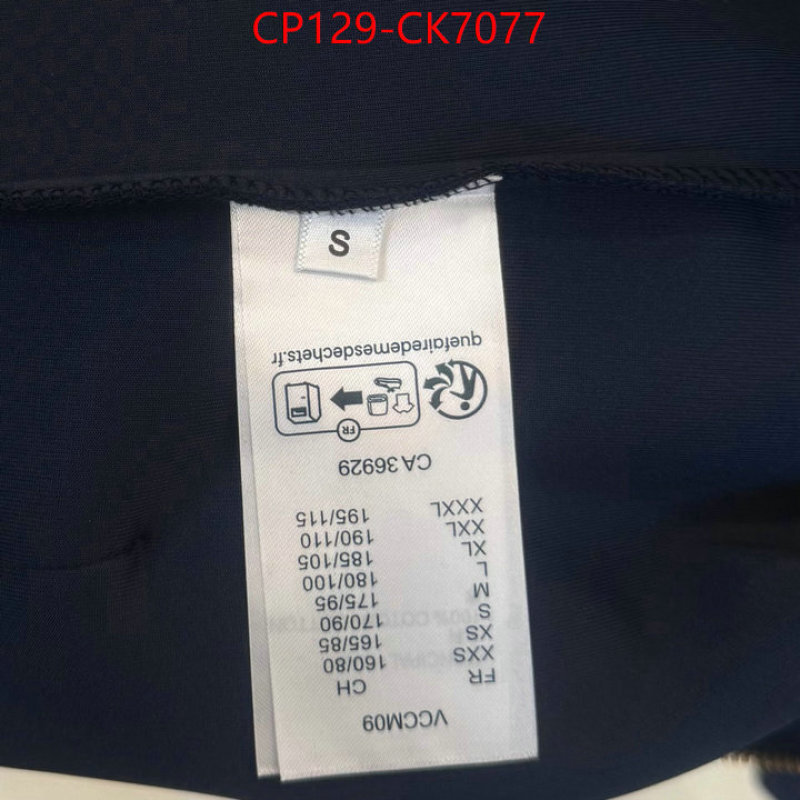 CP129-CK7077
S
VCCM09
FR CH
XXS 160/80
XS 165/85
S 170/90
M 175/95
L 180/100
XL 185/105
XXL 190/110
XXXL 195/115
CA 36929
FR
quefairedemesdechets.fr